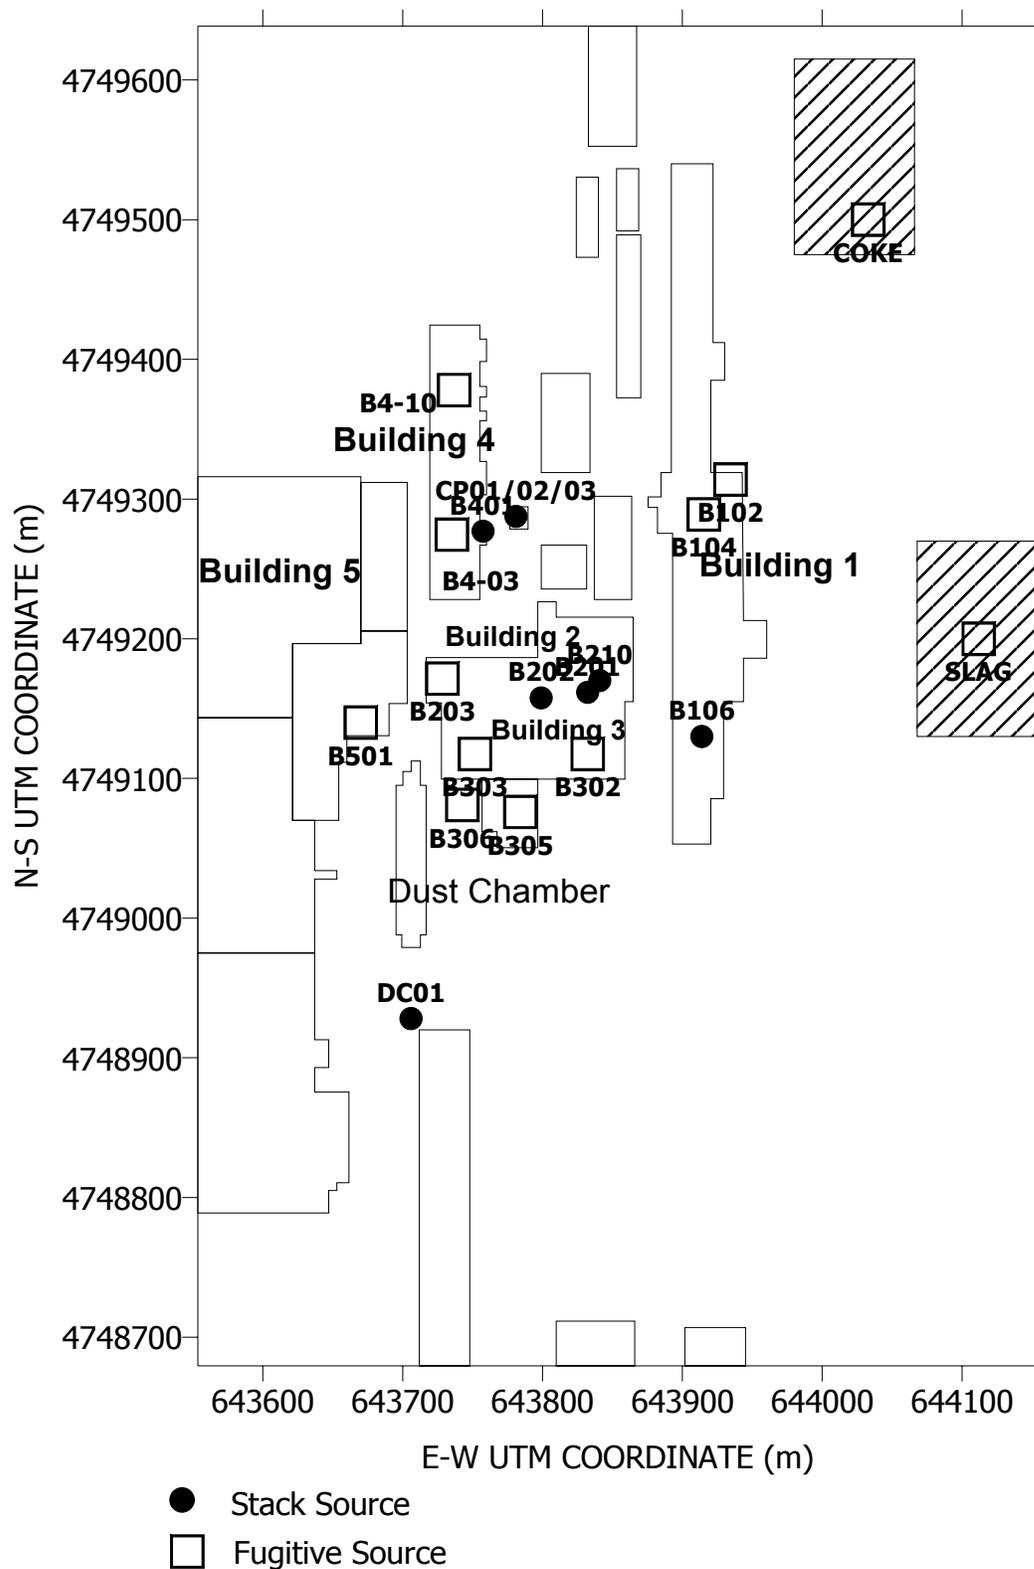 4749600
4749500
COKE
4749400
B4-10
Building 4
CP01/02/03
4749300
B401
B102
B104
Building 1
Building 5
B4-03
4749200
Building 2
B210
B201
B202
SLAG
B203
B106
Building 3
B501
4749100
B303
B302
B306
B305
Dust Chamber
4749000
DC01
4748900
4748800
4748700
N-S UTM COORDINATE (m)
643600 643700 643800 643900 644000 644100
E-W UTM COORDINATE (m)
Stack Source
Fugitive Source